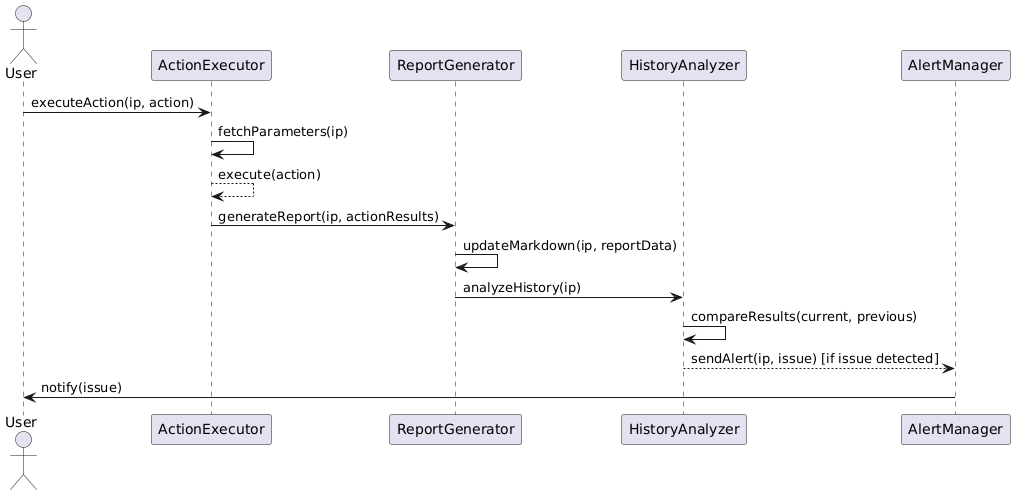 User
ActionExecutor
ReportGenerator
HistoryAnalyzer
AlertManager
executeAction(ip, action)
fetchParameters(ip)
execute(action)
generateReport(ip, actionResults)
updateMarkdown(ip, reportData)
analyzeHistory(ip)
compareResults(current, previous)
sendAlert(ip, issue) [if issue detected]
notify(issue)
User
ActionExecutor
ReportGenerator
HistoryAnalyzer
AlertManager